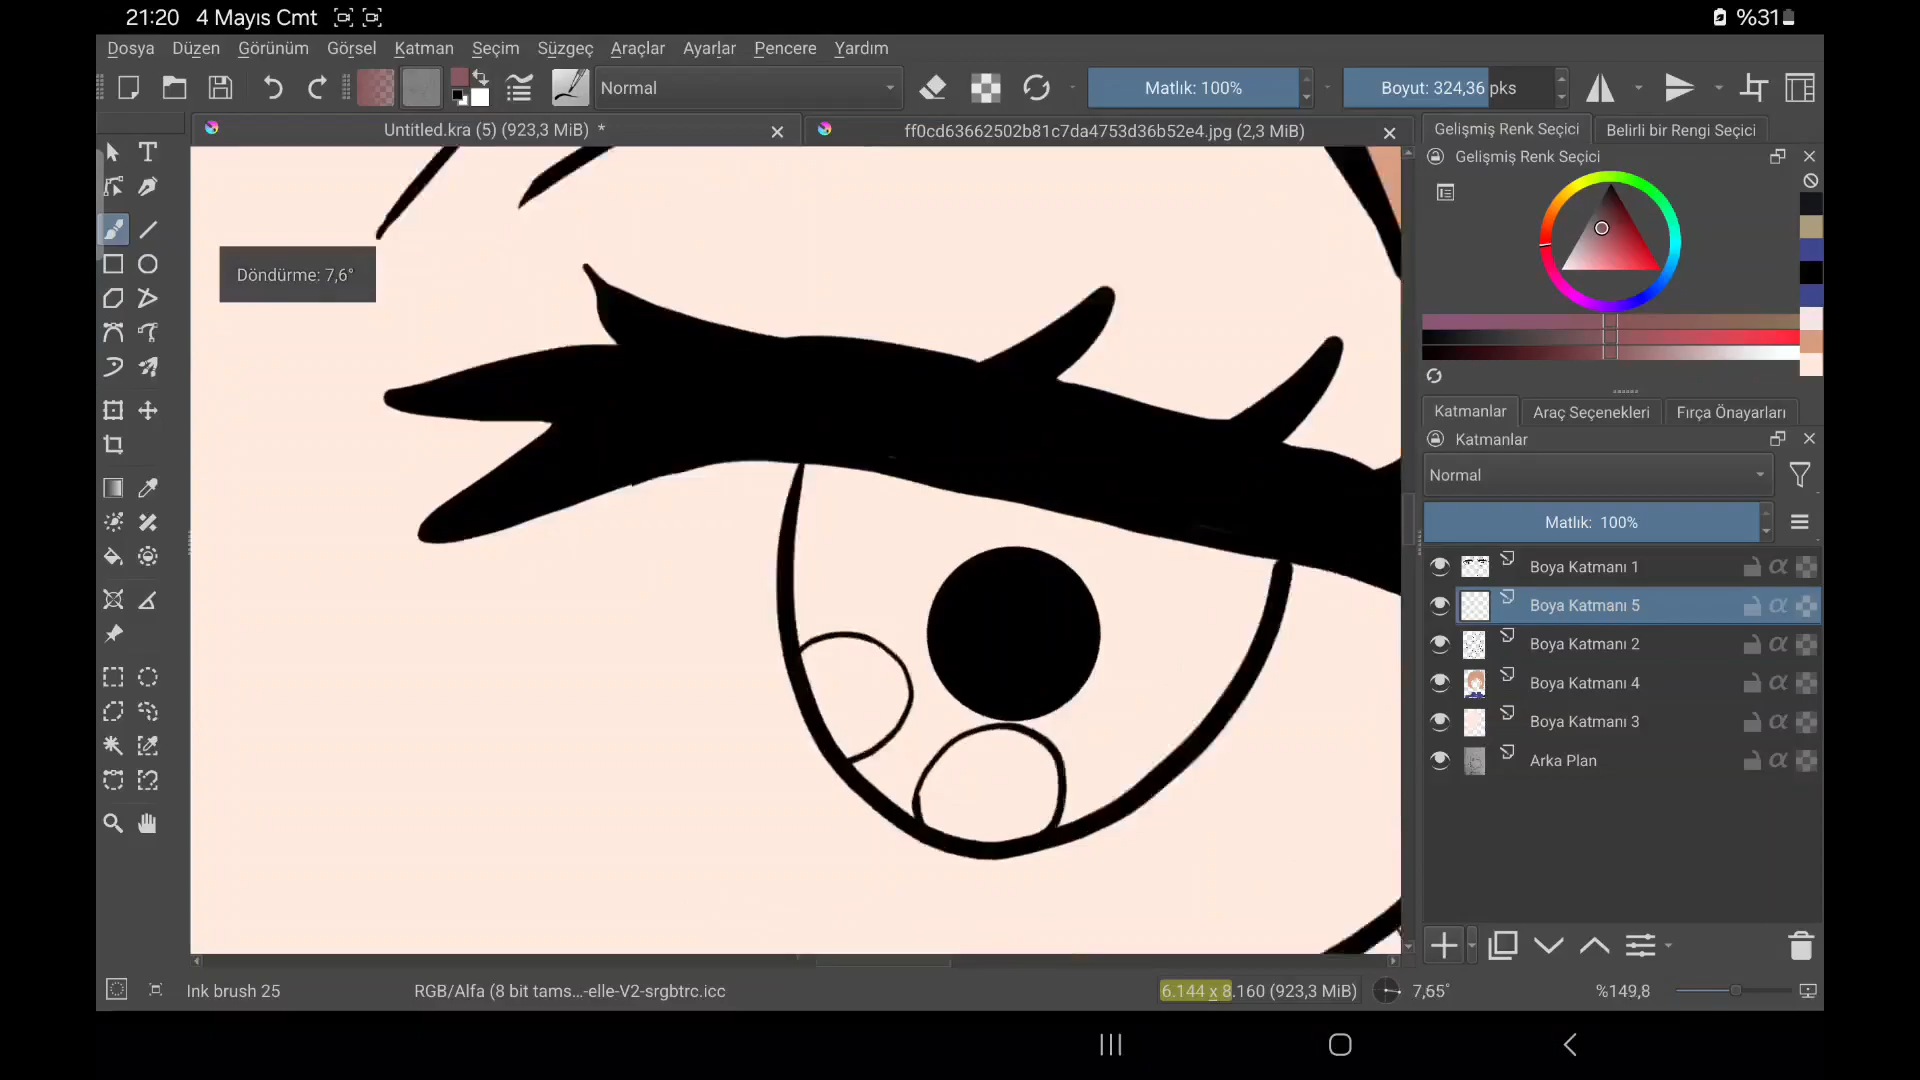 21:20 4 Mayıs Cmt %31
Dosya Düzen Görünüm Görsel Katman Seçim Süzgeç Araçlar Ayarlar Pencere Yardım
Normal Matlık: 100% Boyut: 324,36 pks
Untitled.kra (5) (923,3 MiB) * ff0cd63662502b81c7da4753d36b52e4.jpg (2,3 MiB) Gelişmiş Renk Seçici Belirli bir Rengi Seçici
Gelişmiş Renk Seçici
Döndürme: 7,6°
Katmanlar Araç Seçenekleri Fırça Önayarları
Katmanlar
Normal
Matlık: 100%
Boya Katmanı 1
Boya Katmanı 5
Boya Katmanı 2
Boya Katmanı 4
Boya Katmanı 3
Arka Plan
Ink brush 25 RGB/Alfa (8 bit tams...-elle-V2-srgbtrc.icc 6.144 x 8.160 (923,3 MiB) 7,65° %149,8